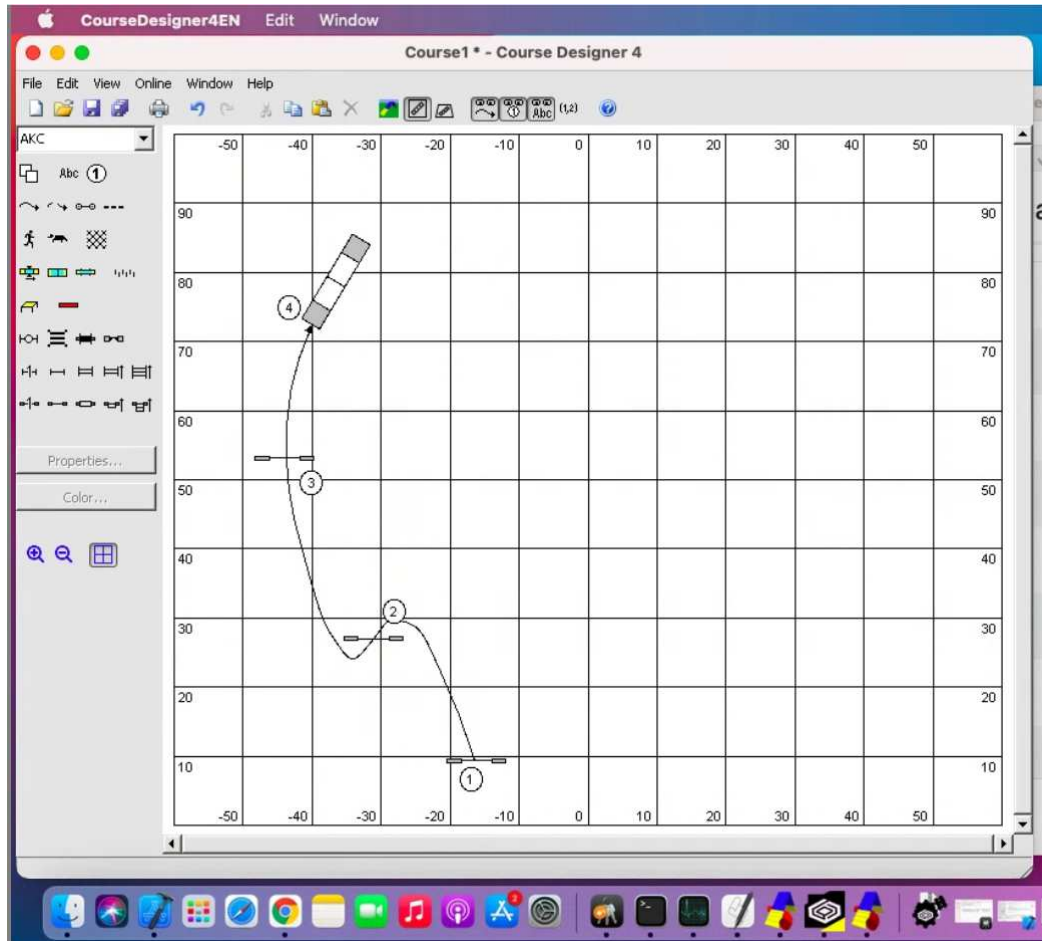 CourseDesigner4EN Edit Window
Course1 * - Course Designer 4
File Edit View Online Window Help
Abc (1,2)
AKC
Abc 1
-50 -40 -30 -20 -10 0 10 20 30 40 50
90 90
80 80
4
70 70
60 60
Properties...
3
50 50
Color...
40 40
2
30 30
20 20
10 10
1
-50 -40 -30 -20 -10 0 10 20 30 40 50